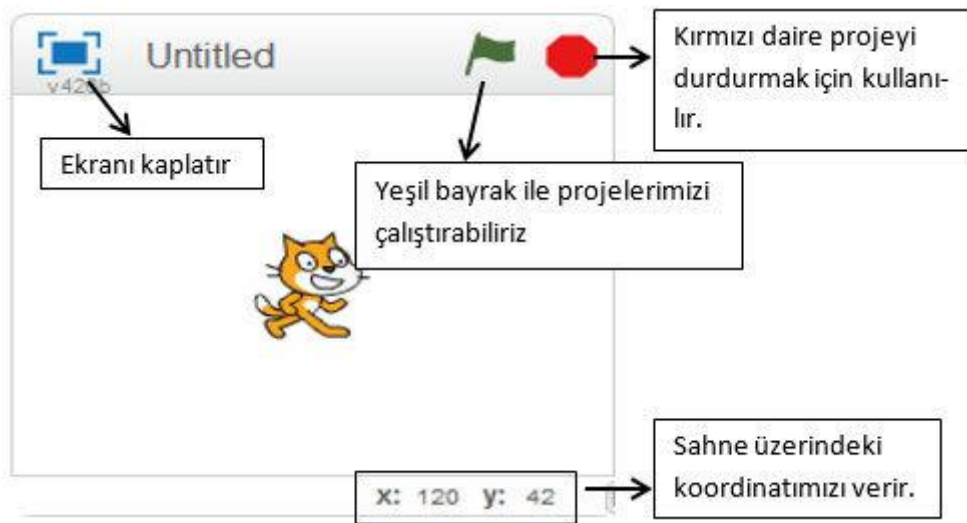 Untitled
v426b
Kırmızı daire projeyi
durdurmak için kullanı-
lır.
Ekranı kaplatır
Yeşil bayrak ile projelerimizi
çalıştırabiliriz
Sahne üzerindeki
koordinatımızı verir.
x: 120 y: 42